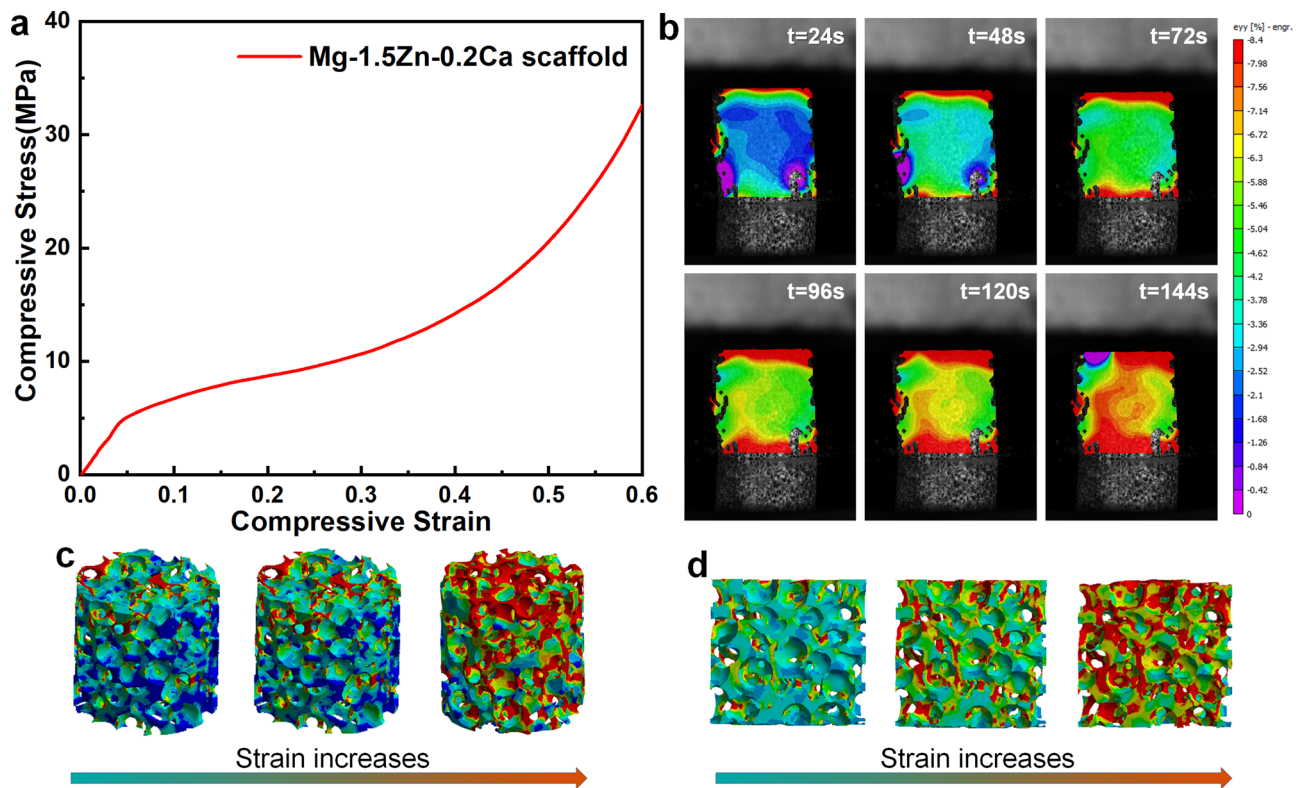 a
Compressive Stress(MPa)
40
30
20
10
0
Mg-1.5Zn-0.2Ca scaffold
0.0 0.1 0.2 0.3 0.4 0.5 0.6
Compressive Strain
b
t=24s
t=48s
t=72s
t=96s
t=120s
t=144s
eyy [%] - engr.
-8.4
-7.98
-7.56
-7.14
-6.72
-6.3
-5.88
-5.46
-5.04
-4.62
-4.2
-3.78
-3.36
-2.94
-2.52
-2.1
-1.68
-1.26
-0.84
-0.42
0
c
Strain increases
d
Strain increases